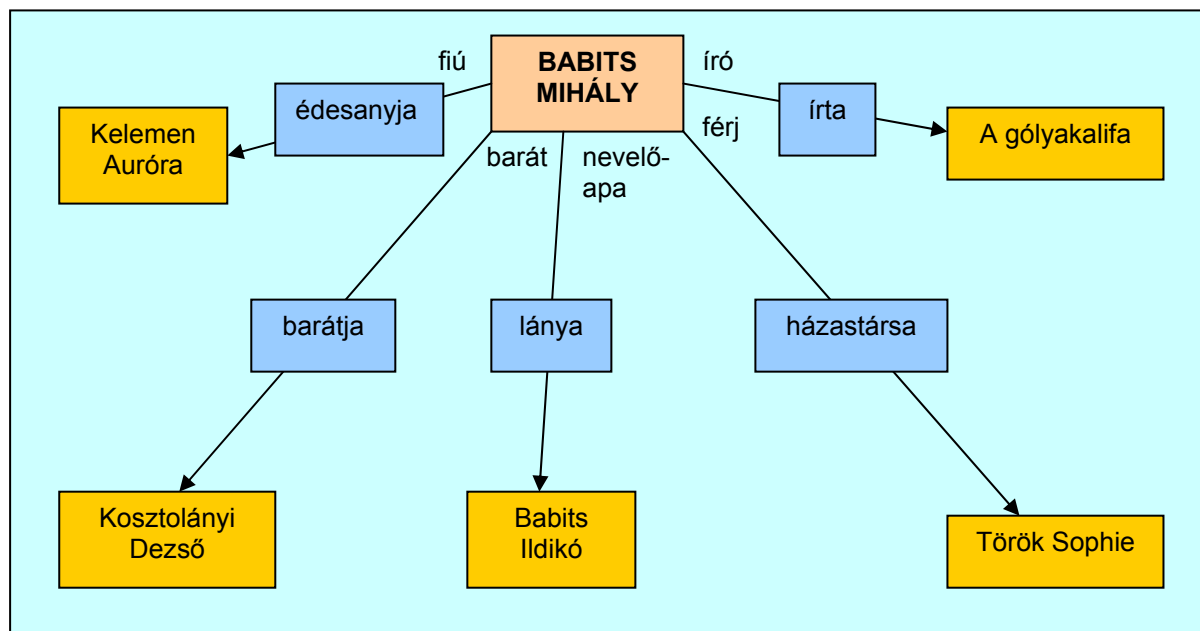 fiú
BABITS
MIHÁLY
író
édesanyja
írta
Kelemen
Auróra
A gólyakalifa
férj
barát
nevelő-
apa
barátja
lánya
házastársa
Kosztolányi
Dezső
Babits
Ildikó
Török Sophie